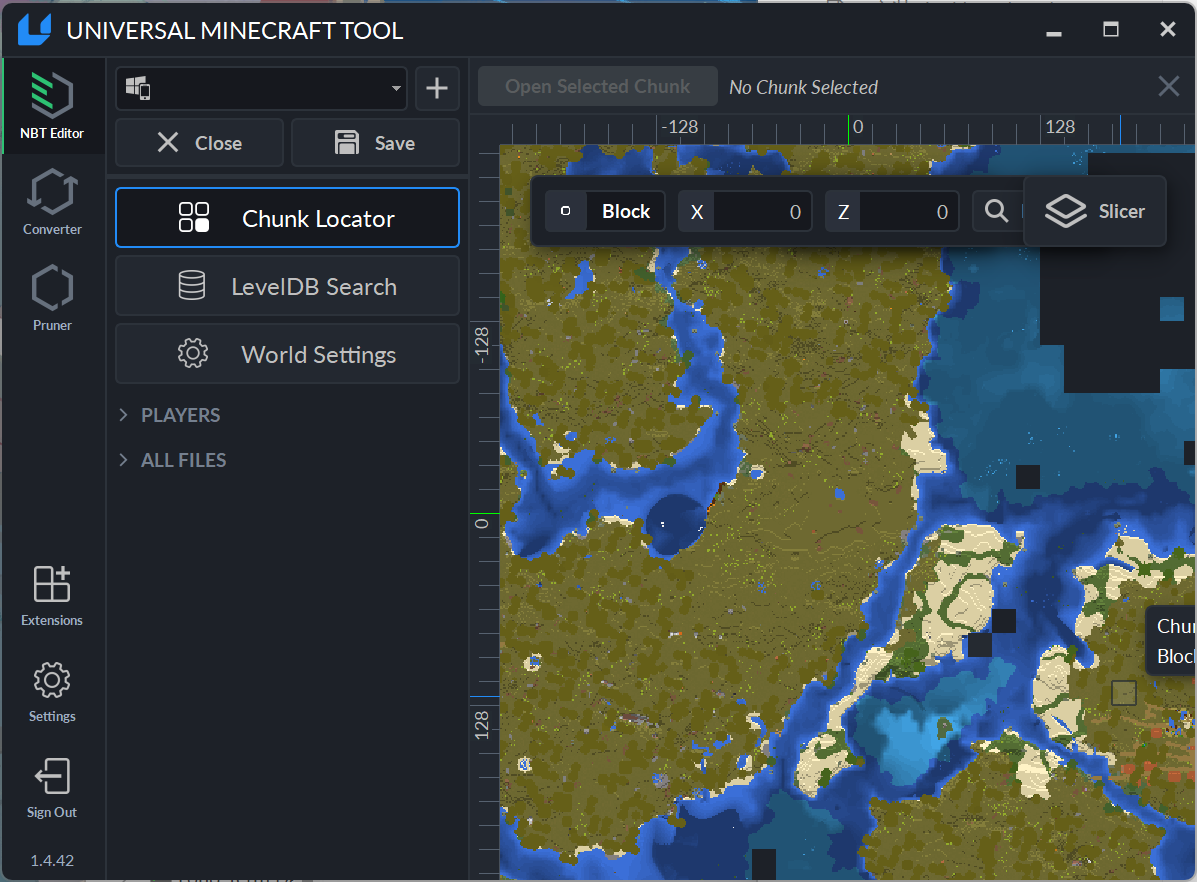 UNIVERSAL MINECRAFT TOOL
NBT Editor
Converter
Pruner
Extensions
Settings
Sign Out
1.4.42
Close
Save
Chunk Locator
LevelDB Search
World Settings
PLAYERS
ALL FILES
Open Selected Chunk
No Chunk Selected
-128
0
128
-128
0
128
Block
X
0
Z
0
Slicer